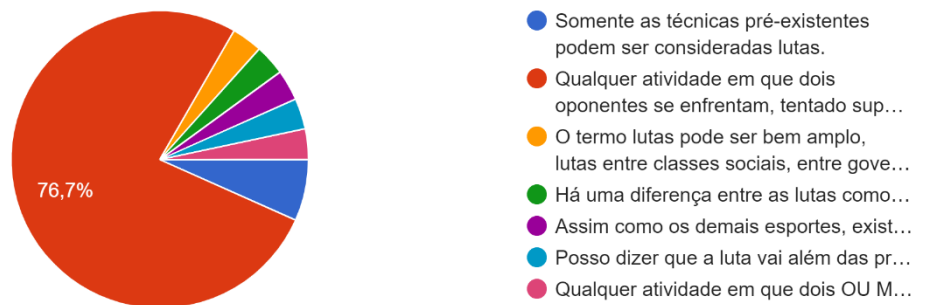 76,7%
Somente as técnicas pré-existentes
podem ser consideradas lutas.
Qualquer atividade em que dois
oponentes se enfrentam, tentado sup...
O termo lutas pode ser bem amplo,
lutas entre classes sociais, entre gove...
Há uma diferença entre as lutas como...
Assim como os demais esportes, exist...
Posso dizer que a luta vai além das pr...
Qualquer atividade em que dois OU M...